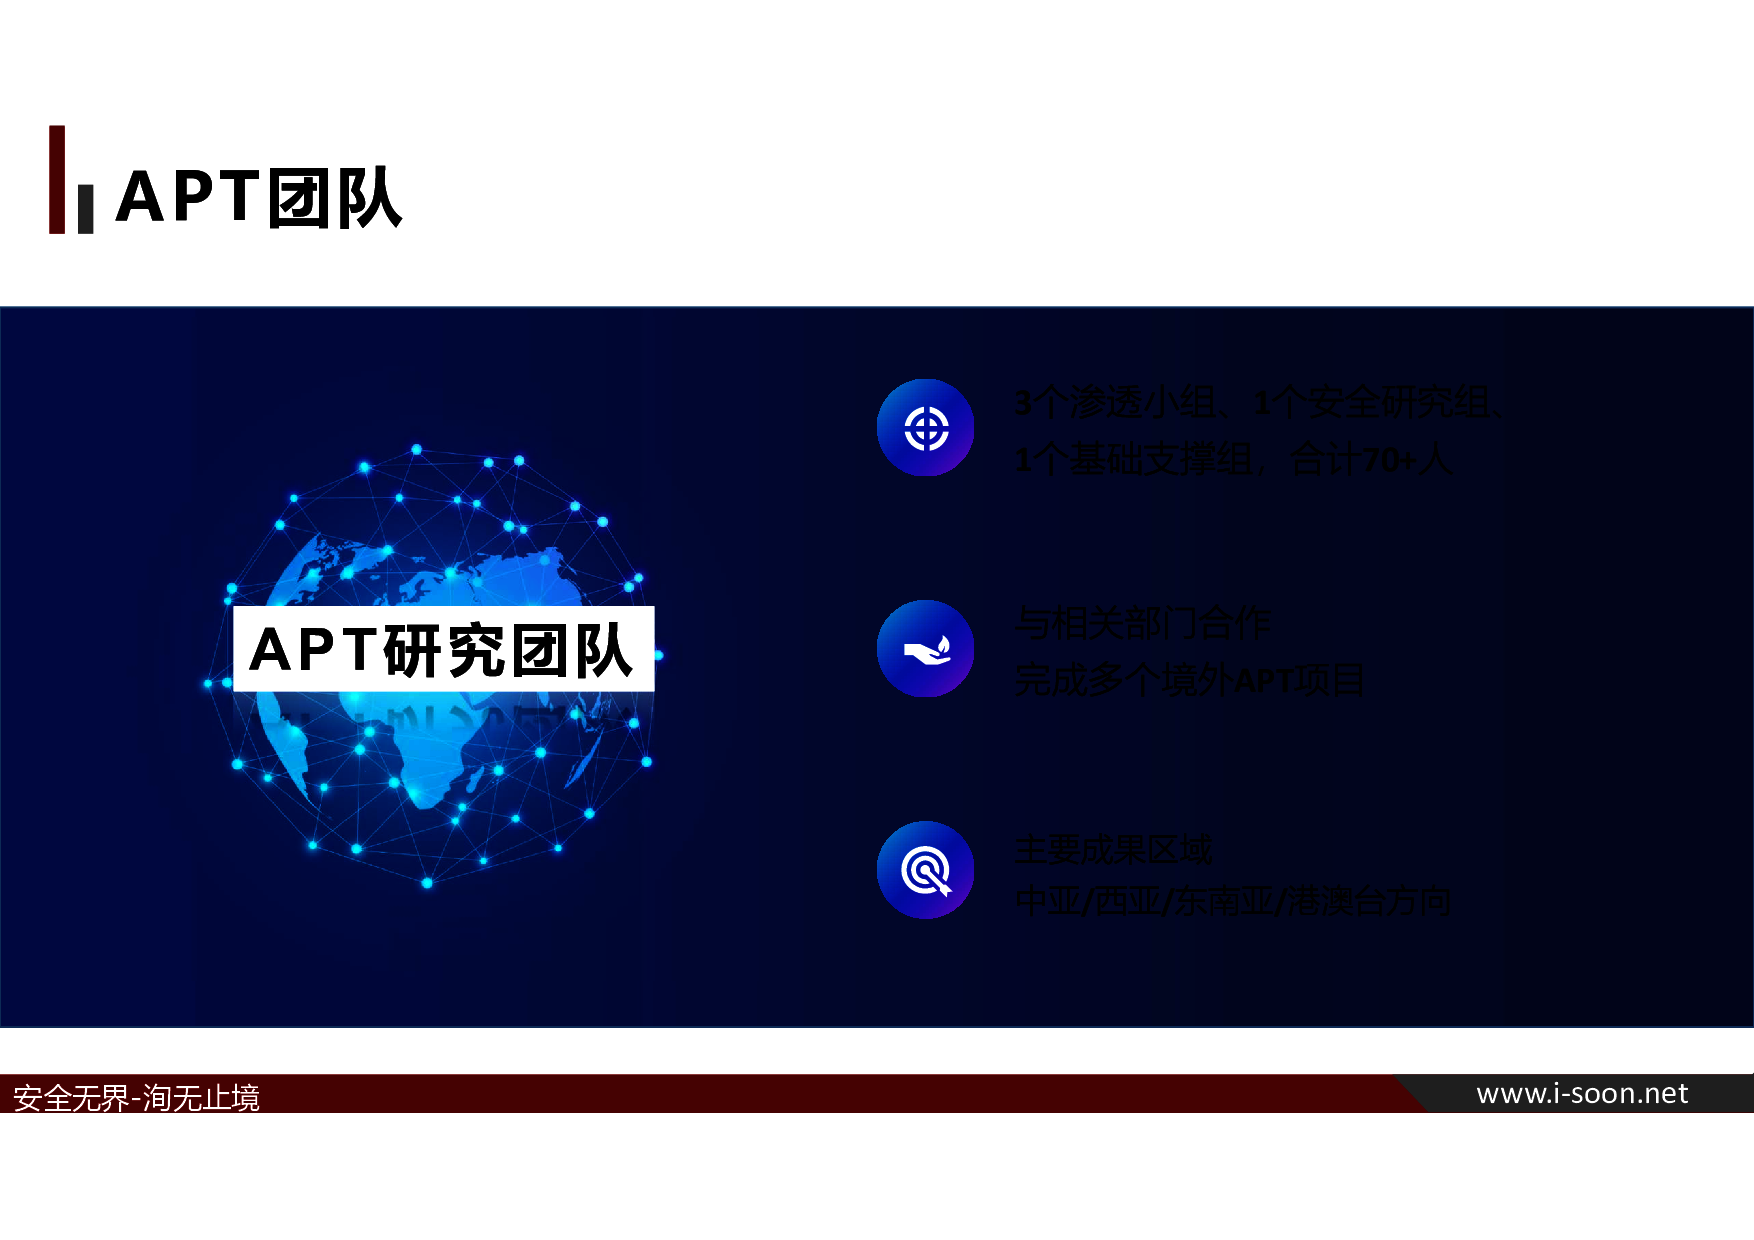 APT团队
APT研究团队
3个渗透小组、1个安全研究组、
1个基础支撑组，合计70+人
与相关部门合作
完成多个境外APT项目
主要成果区域
中亚/西亚/东南亚/港澳台方向
安全无界-洵无止境
www.i-soon.net